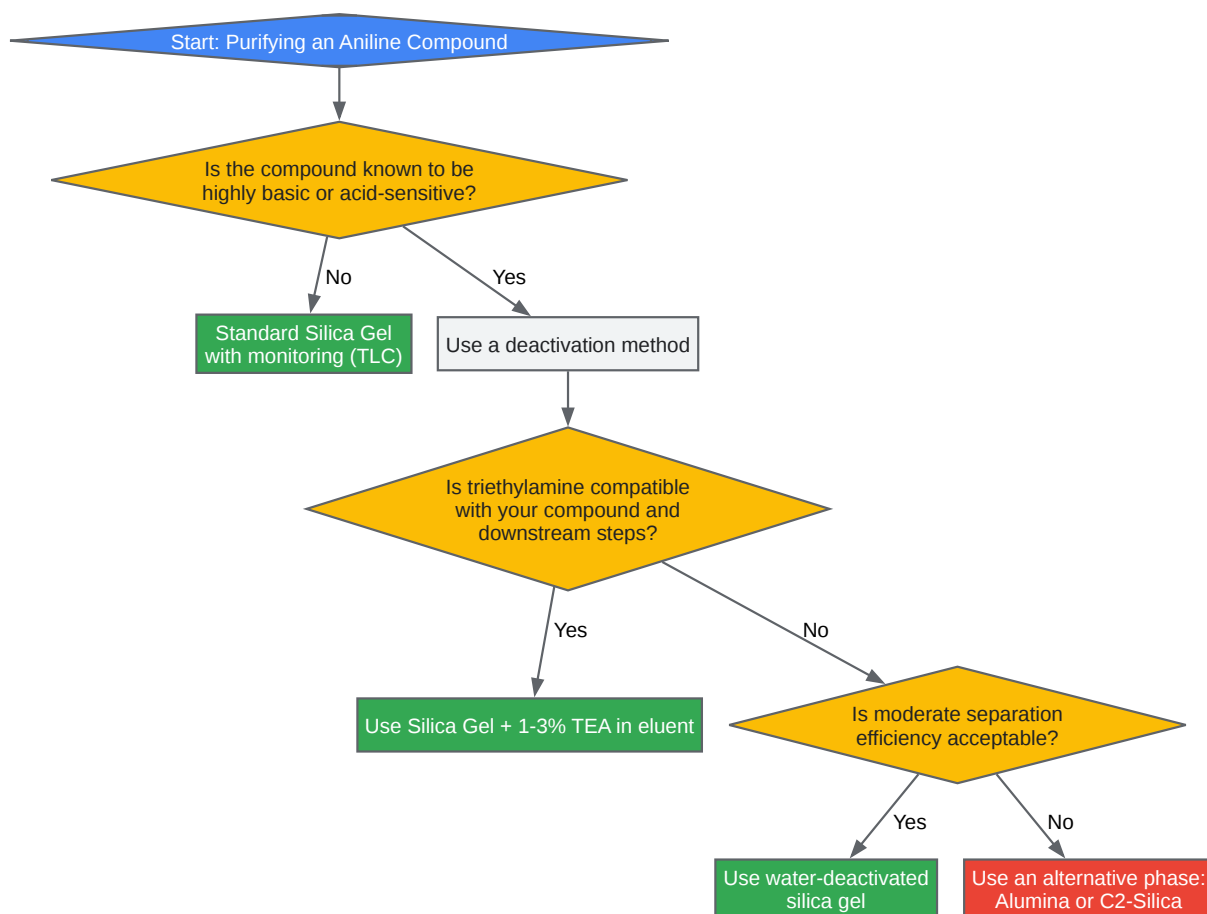 Start: Purifying an Aniline Compound
Is the compound known to be
highly basic or acid-sensitive?
No
Yes
Standard Silica Gel
with monitoring (TLC)
Use a deactivation method
Is triethylamine compatible
with your compound and
downstream steps?
Yes
No
Use Silica Gel + 1-3% TEA in eluent
Is moderate separation
efficiency acceptable?
Yes
No
Use water-deactivated
silica gel
Use an alternative phase:
Alumina or C2-Silica